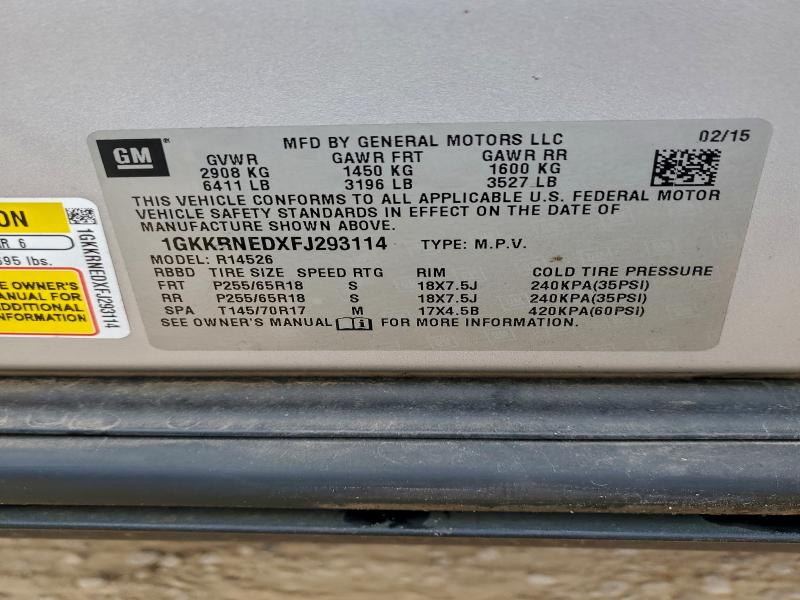 GM
MFD BY GENERAL MOTORS LLC
02/15
GVWR GAWR FRT GAWR RR
2908 KG 1450 KG 1600 KG
6411 LB 3196 LB 3527 LB
THIS VEHICLE CONFORMS TO ALL APPLICABLE U.S. FEDERAL MOTOR
VEHICLE SAFETY STANDARDS IN EFFECT ON THE DATE OF
MANUFACTURE SHOWN ABOVE.
1GKKRNEDXFJ293114 TYPE: M.P.V.
MODEL: R14526
RBBD TIRE SIZE SPEED RTG RIM COLD TIRE PRESSURE
FRT P255/65R18 S 18X7.5J 240KPA(35PSI)
RR P255/65R18 S 18X7.5J 240KPA(35PSI)
SPA T145/70R17 M 17X4.5B 420KPA(60PSI)
SEE OWNER'S MANUAL FOR MORE INFORMATION.
ON
R 6
695 lbs.
E OWNER'S
MANUAL FOR
ADDITIONAL
INFORMATION
1GKKRNEDXFJ293114